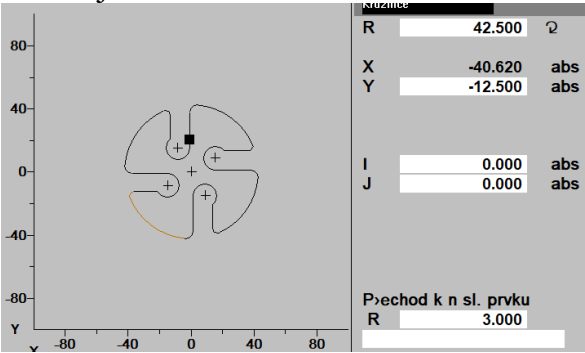 Kružnice
R 42.500
X -40.620 abs
Y -12.500 abs
I 0.000 abs
J 0.000 abs
P›echod k n sl. prvku
R 3.000
80
40
0
-40
-80
Y
X -80 -40 0 40 80